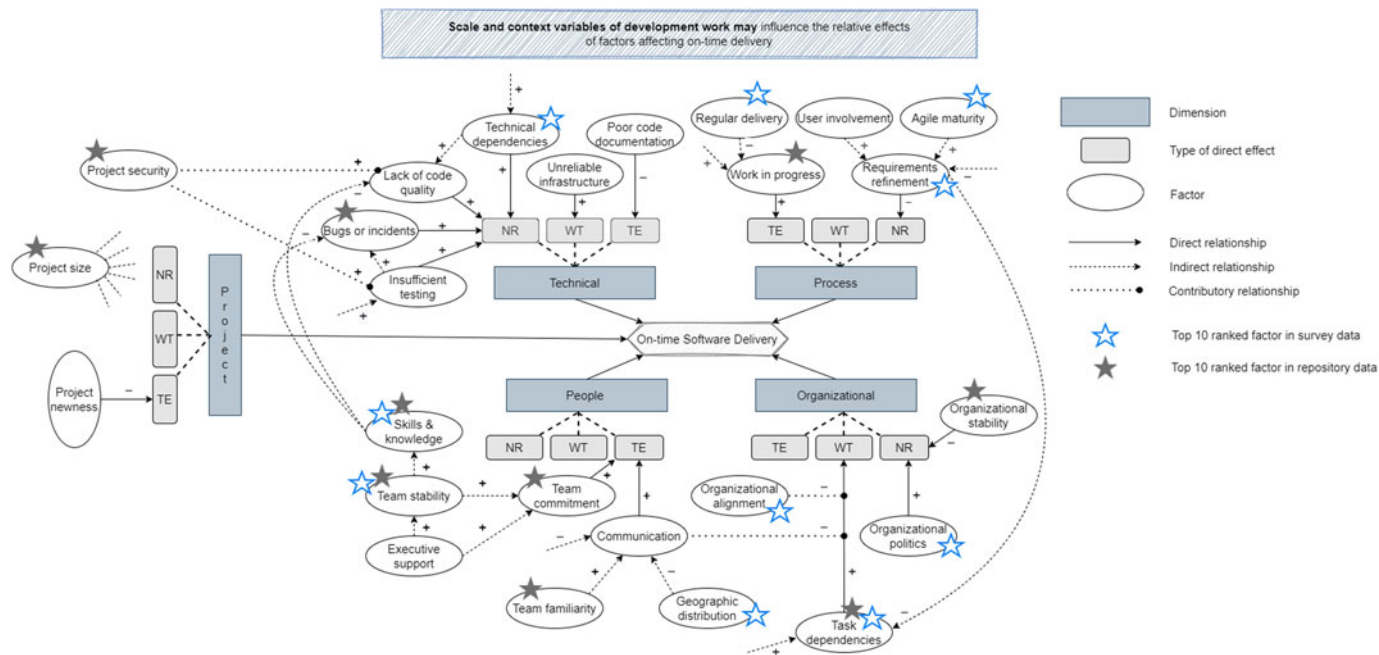 Scale and context variables of development work may influence the relative effects
of factors affecting on-time delivery
+
Technical
dependencies
Poor code
documentation
Regular delivery
User involvement
Agile maturity
Dimension
Type of direct effect
Factor
Direct relationship
Indirect relationship
Contributory relationship
Top 10 ranked factor in survey data
Top 10 ranked factor in repository data
Project security
+
+
Lack of code
quality
–
+
Unreliable
infrastructure
–
+
–
Work in progress
+
+
Requirements
refinement
–
+
+
+
–
Bugs or incidents
–
+
+
+
+
+
+
Insufficient
testing
+
NR
WT
TE
TE
WT
NR
Technical
Process
Project size
NR
WT
TE
Project
Project
newness
–
On-time Software Delivery
People
Organizational
NR
WT
TE
TE
WT
NR
Organizational
stability
–
Skills &
knowledge
+
Team stability
+
+
Executive
support
+
Team
commitment
+
+
Communication
–
+
–
Team familiarity
Geographic
distribution
Organizational
alignment
–
–
+
+
Organizational
politics
Task
dependencies
–
+